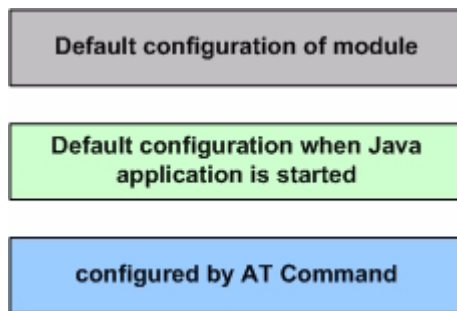 Default configuration of module
Default configuration when Java
application is started
configured by AT Command